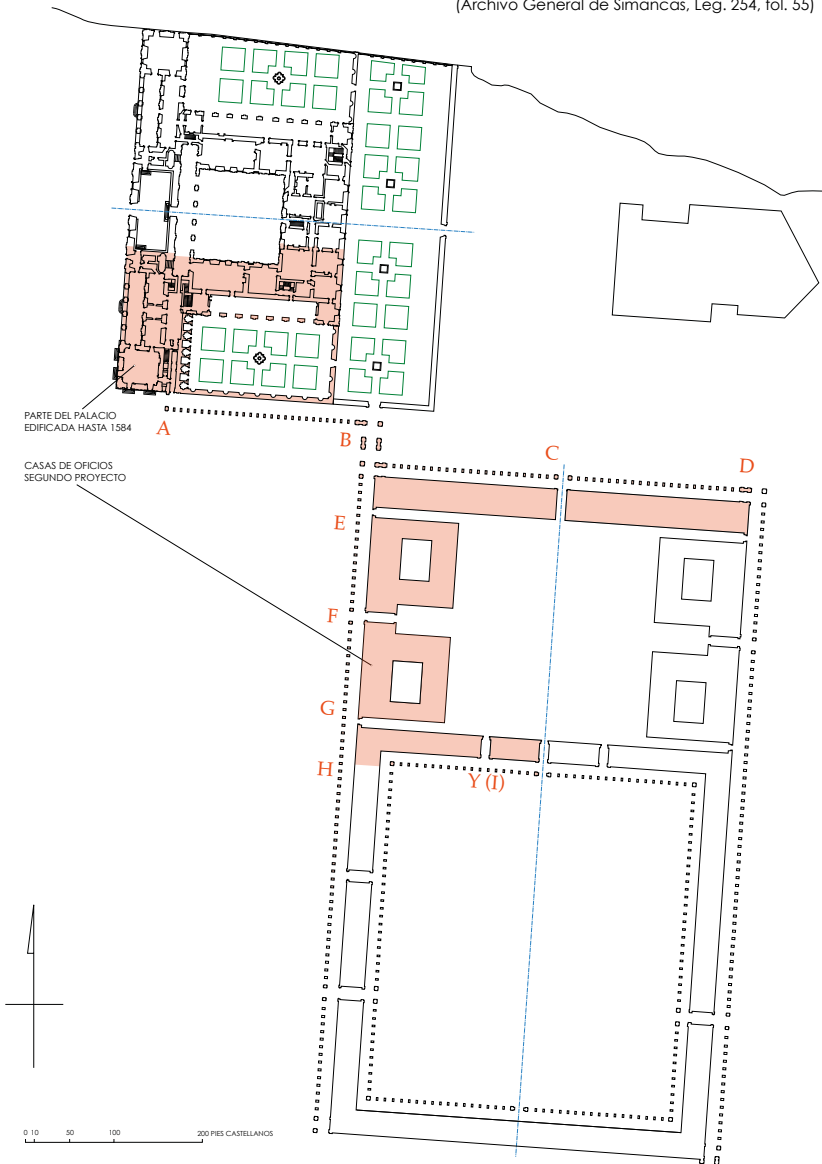 (Archivo General de Simancas, Leg. 254, fol. 55)
PARTE DEL PALACIO
EDIFICADA HASTA 1584
A
B
C
D
CASAS DE OFICIOS
SEGUNDO PROYECTO
E
F
G
H
Y (I)
0 10 50 100 200 PIES CASTELLANOS